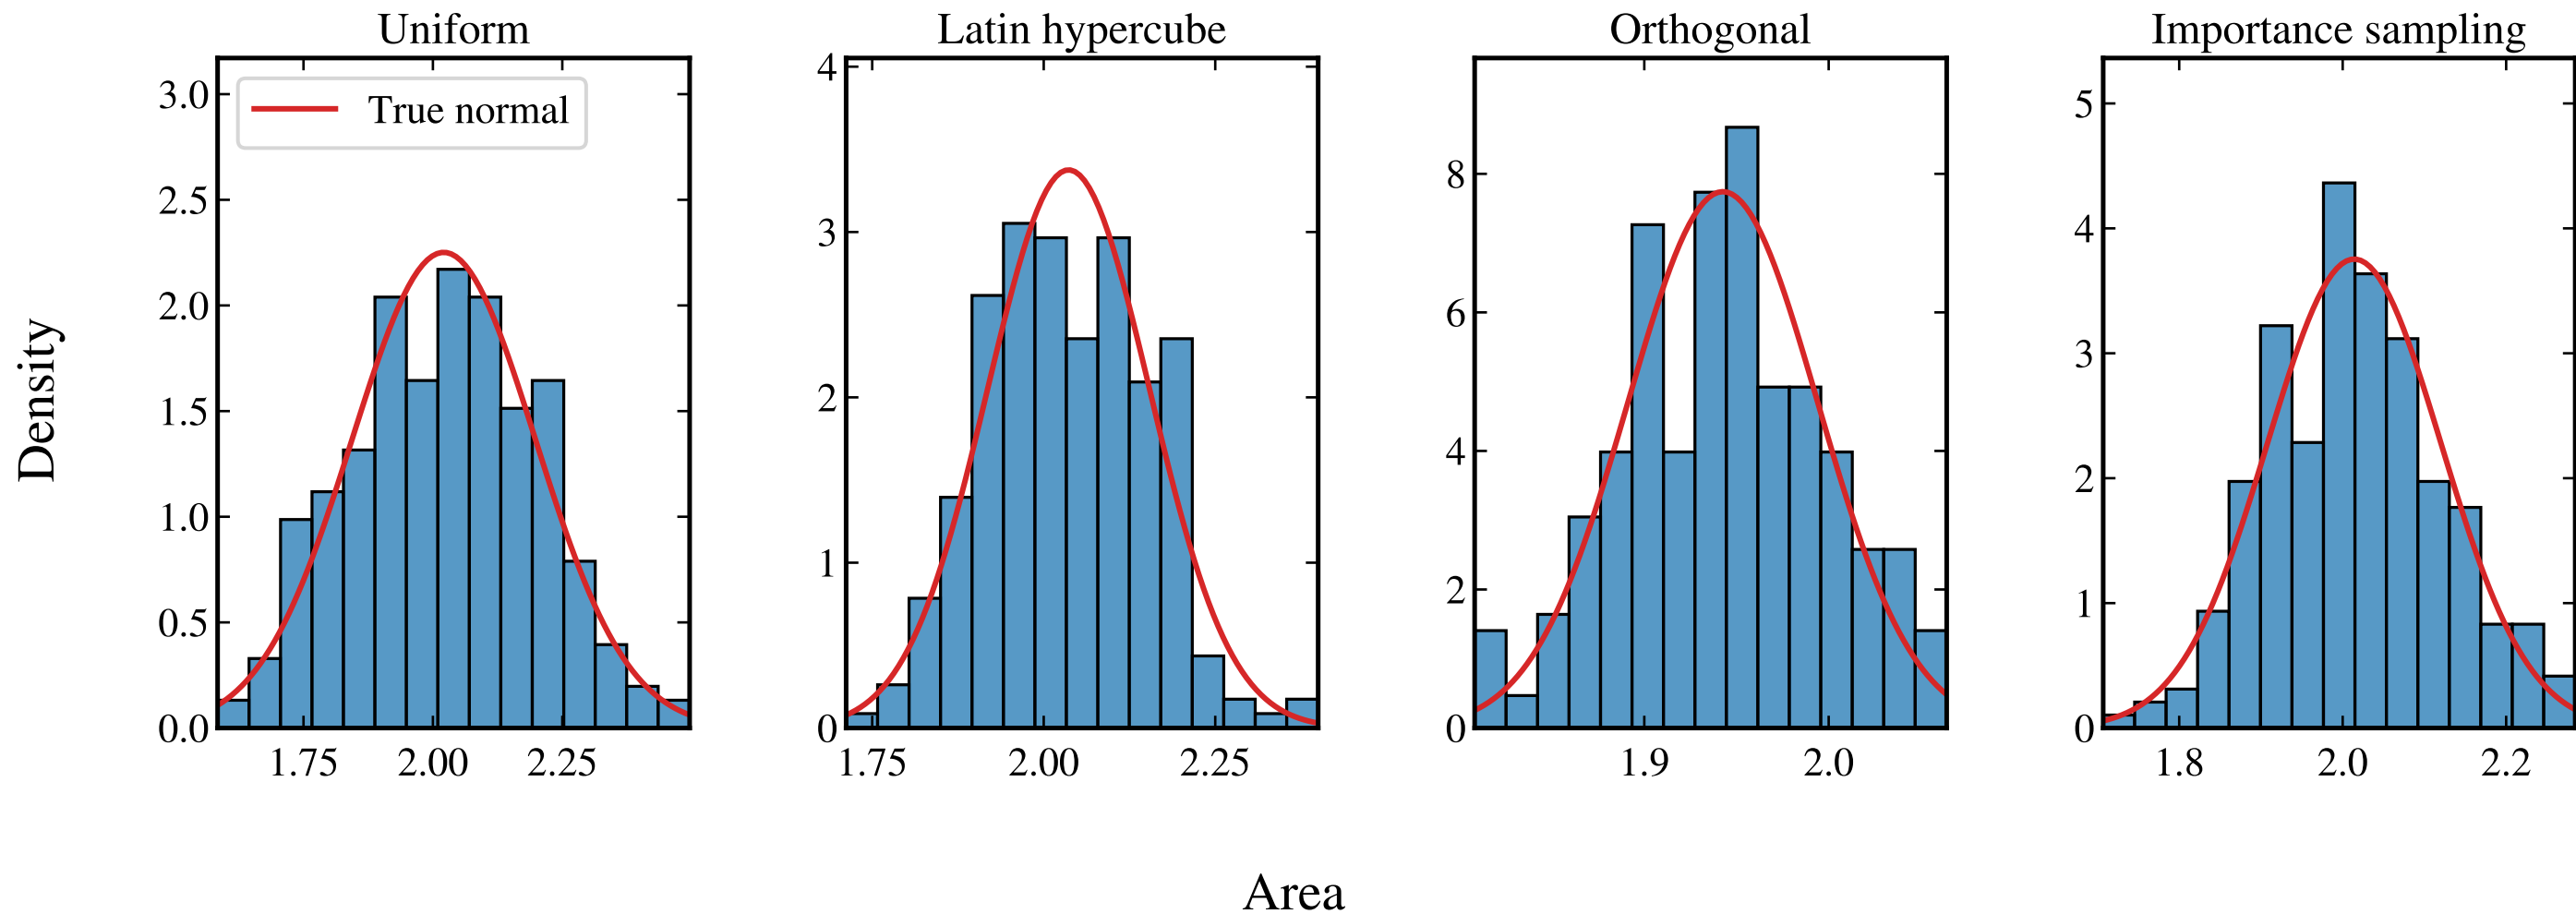 Uniform
Latin hypercube
Orthogonal
Importance sampling
True normal
Density
3.0
2.5
2.0
1.5
1.0
0.5
0.0
1.75 2.00 2.25
4
3
2
1
0
1.75 2.00 2.25
8
6
4
2
0
1.9 2.0
5
4
3
2
1
0
1.8 2.0 2.2
Area